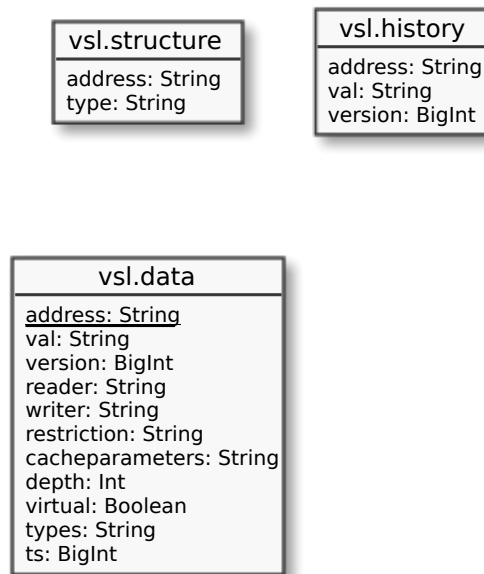 vsl.structure
address: String
type: String
vsl.history
address: String
val: String
version: BigInt
vsl.data
address: String
val: String
version: BigInt
reader: String
writer: String
restriction: String
cacheparameters: String
depth: Int
virtual: Boolean
types: String
ts: BigInt